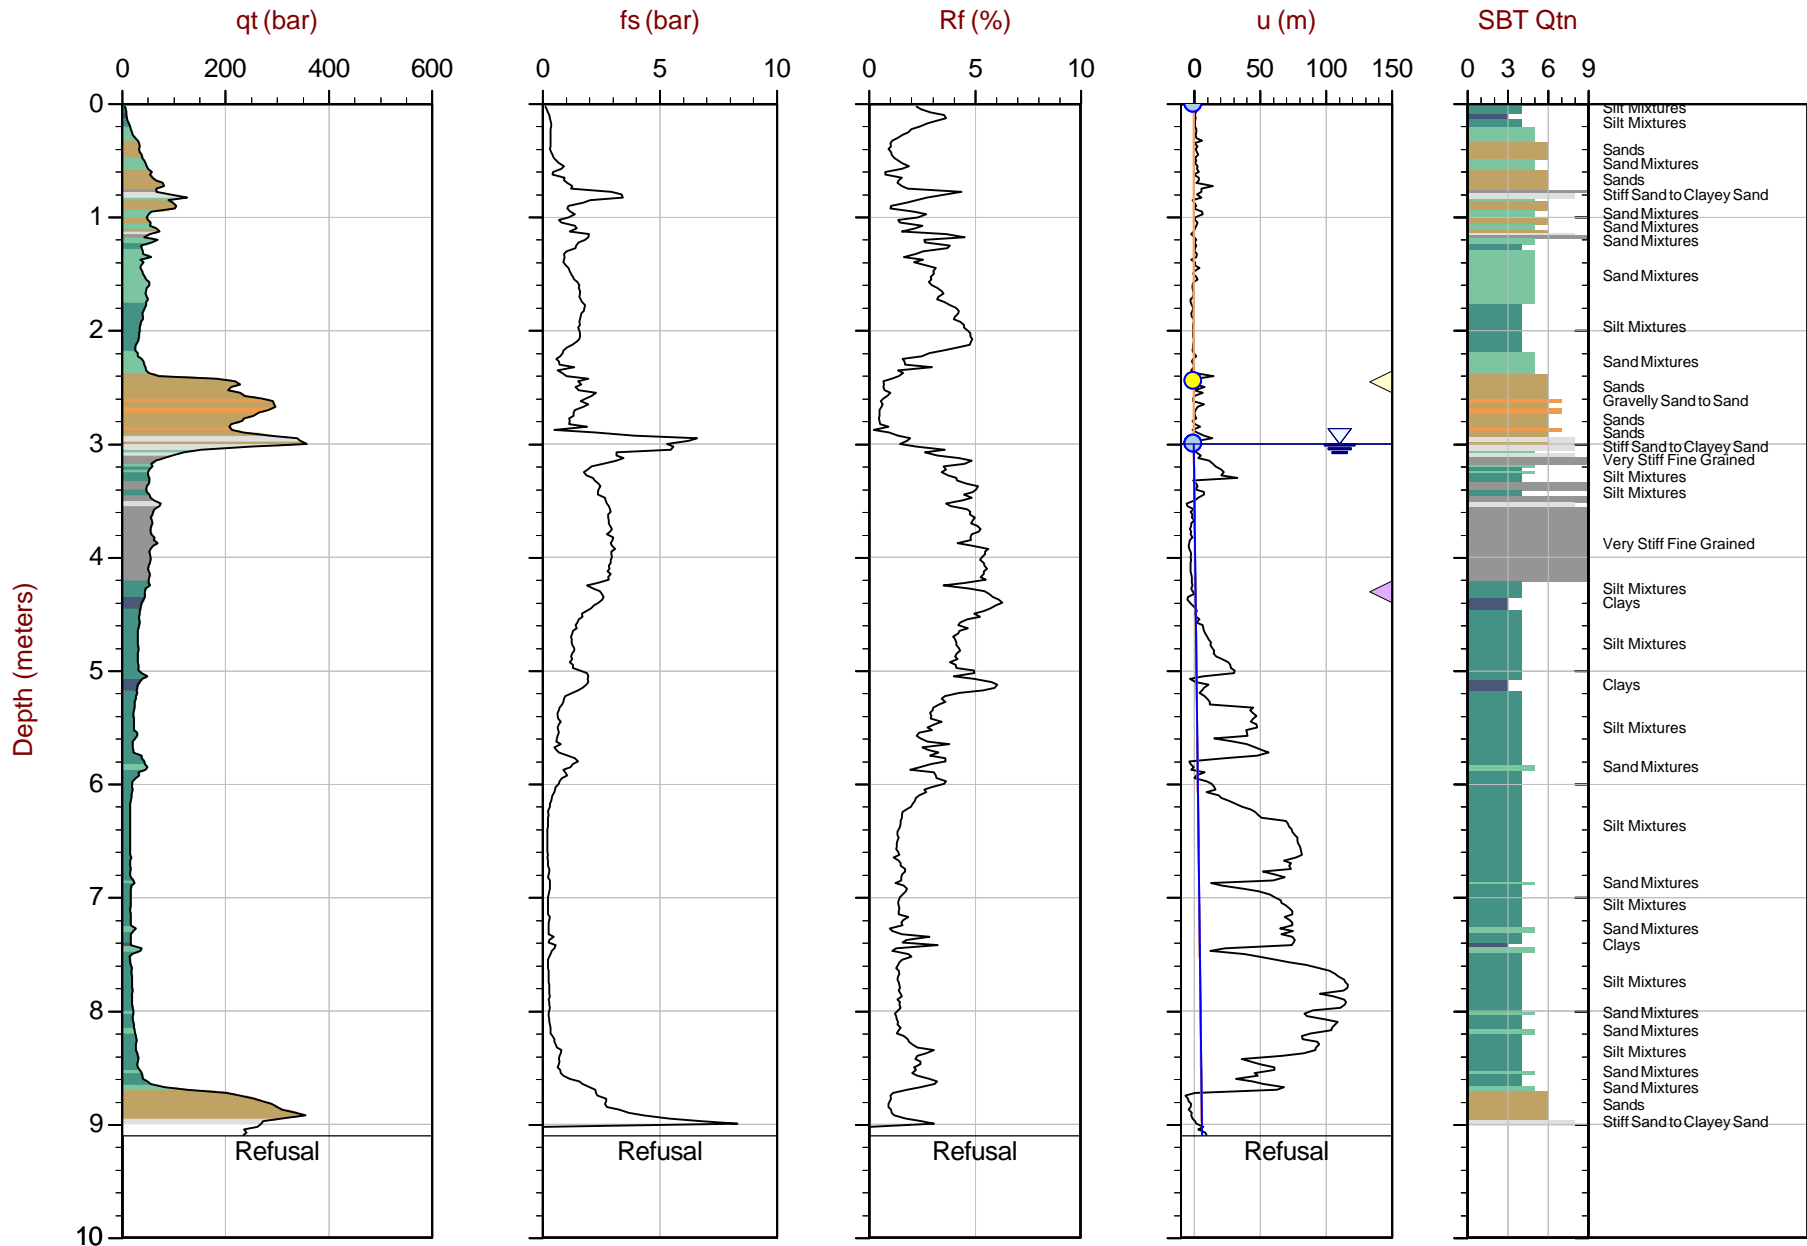 qt (bar) fs (bar) Rf (%) u (m) SBT Qtn
0 200 400 600 0 5 10 0 5 10 0 50 100 150 0 3 6 9
0
1
2
3
4
5
6
7
8
9
10
Depth (meters)
Silt Mixtures
Silt Mixtures
Sands
Sand Mixtures
Sands
Stiff Sand to Clayey Sand
Sand Mixtures
Sand Mixtures
Sand Mixtures
Sand Mixtures
Silt Mixtures
Sand Mixtures
Sands
Gravelly Sand to Sand
Sands
Sands
Stiff Sand to Clayey Sand
Very Stiff Fine Grained
Silt Mixtures
Silt Mixtures
Very Stiff Fine Grained
Silt Mixtures
Clays
Silt Mixtures
Clays
Silt Mixtures
Sand Mixtures
Silt Mixtures
Sand Mixtures
Silt Mixtures
Sand Mixtures
Clays
Silt Mixtures
Sand Mixtures
Sand Mixtures
Silt Mixtures
Sand Mixtures
Sand Mixtures
Sands
Stiff Sand to Clayey Sand
Refusal Refusal Refusal Refusal